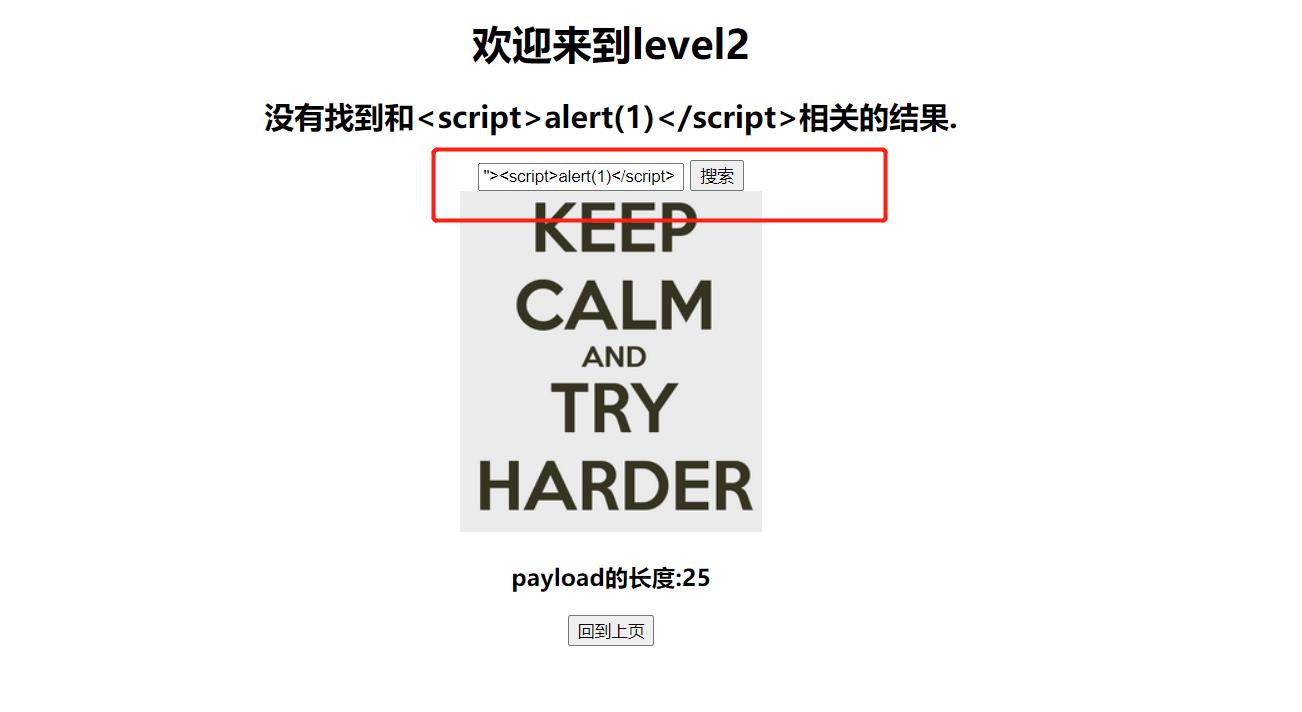 欢迎来到level2
没有找到和<script>alert(1)</script>相关的结果.
"><script>alert(1)</script> 搜索
KEEP
CALM
AND
TRY
HARDER
payload的长度:25
回到上页